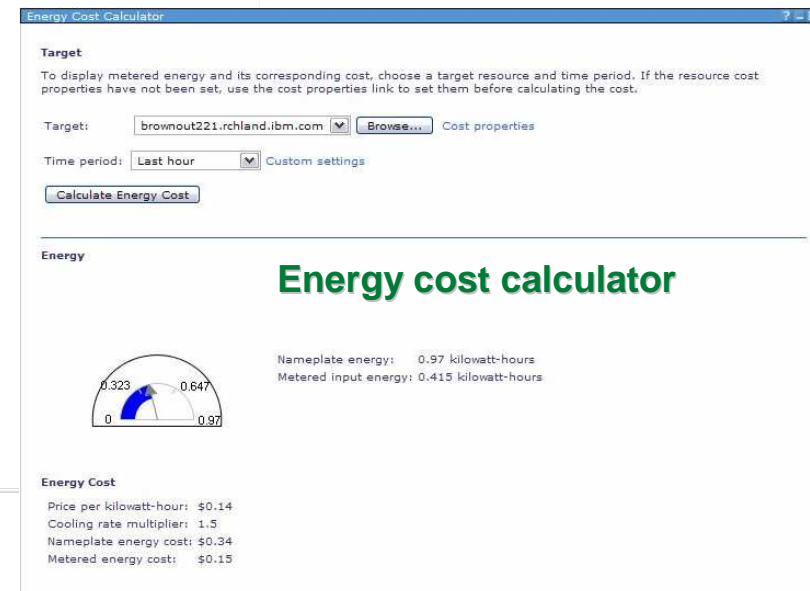 Energy Cost Calculator
Target
To display metered energy and its corresponding cost, choose a target resource and time period. If the resource cost
properties have not been set, use the cost properties link to set them before calculating the cost.
Target: brownout221.rchland.ibm.com Browse... Cost properties
Time period: Last hour Custom settings
Calculate Energy Cost
Energy
Energy cost calculator
Nameplate energy: 0.97 kilowatt-hours
Metered input energy: 0.415 kilowatt-hours
0.323 0.647
0 0.97
Energy Cost
Price per kilowatt-hour: $0.14
Cooling rate multiplier: 1.5
Nameplate energy cost: $0.34
Metered energy cost: $0.15